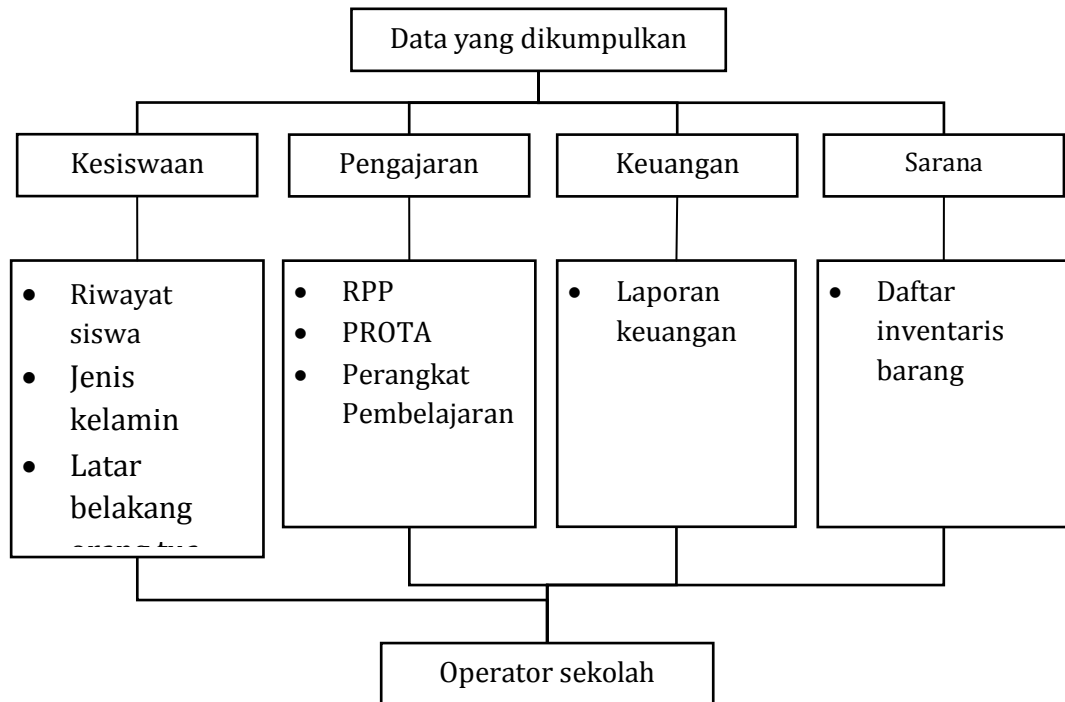 Data yang dikumpulkan
Kesiswaan
Pengajaran
Keuangan
Sarana
• Riwayat
siswa
• Jenis
kelamin
• Latar
belakang
• RPP
• PROTA
• Perangkat
Pembelajaran
• Laporan
keuangan
• Daftar
inventaris
barang
Operator sekolah